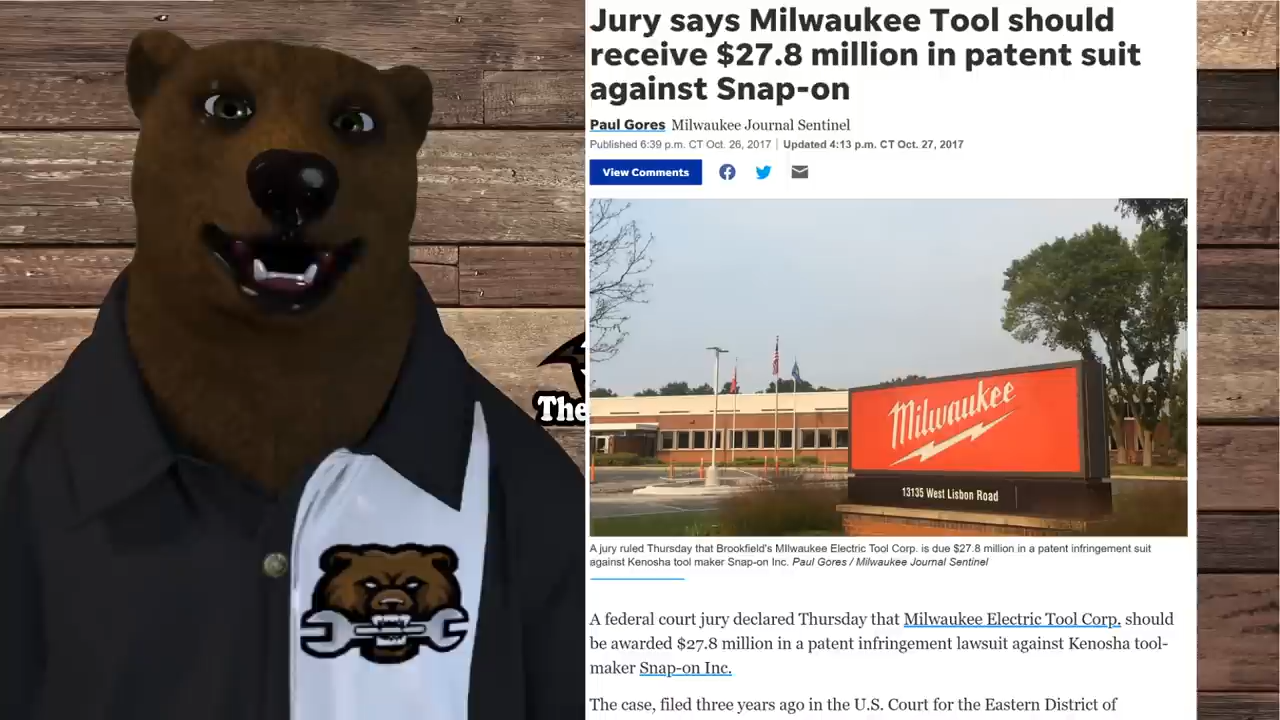 Jury says Milwaukee Tool should
receive $27.8 million in patent suit
against Snap-on
Paul Gores Milwaukee Journal Sentinel
Published 6:39 p.m. CT Oct. 26, 2017 | Updated 4:13 p.m. CT Oct. 27, 2017
View Comments
Milwaukee
13135 West Lisbon Road
The
A jury ruled Thursday that Brookfield's MIlwaukee Electric Tool Corp. is due $27.8 million in a patent infringement suit
against Kenosha tool maker Snap-on Inc. Paul Gores / Milwaukee Journal Sentinel
A federal court jury declared Thursday that Milwaukee Electric Tool Corp. should
be awarded $27.8 million in a patent infringement lawsuit against Kenosha tool-
maker Snap-on Inc.
The case, filed three years ago in the U.S. Court for the Eastern District of